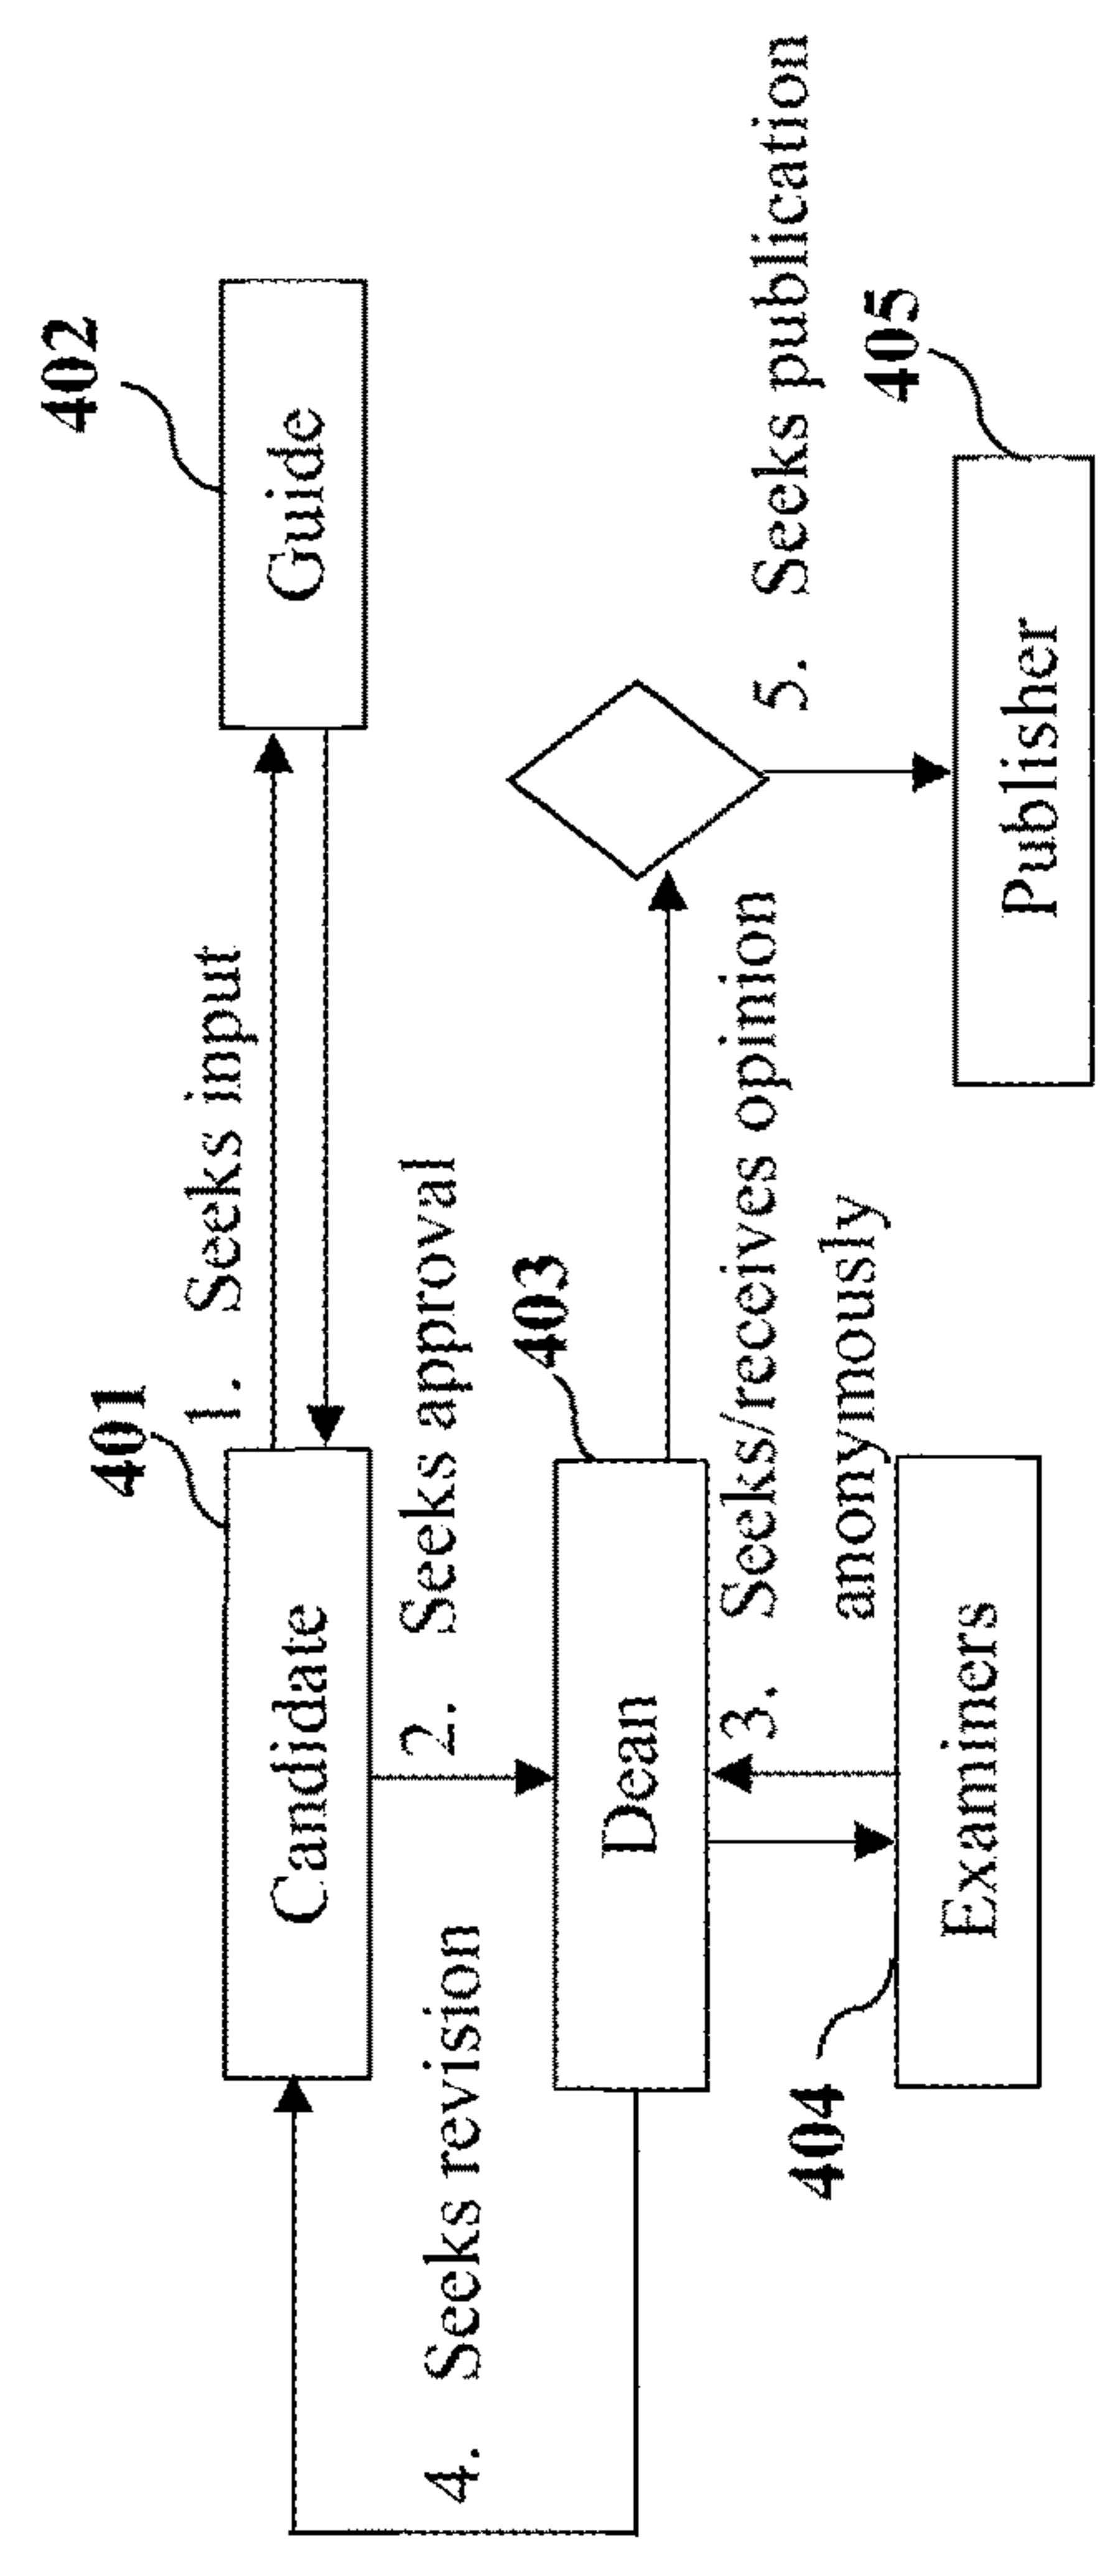 402
401
1. Seeks input
Candidate
Guide
4. Seeks revision
2. Seeks approval
403
Dean
5. Seeks publication
3. Seeks/receives opinion
anonymously
404
405
Examiners
Publisher